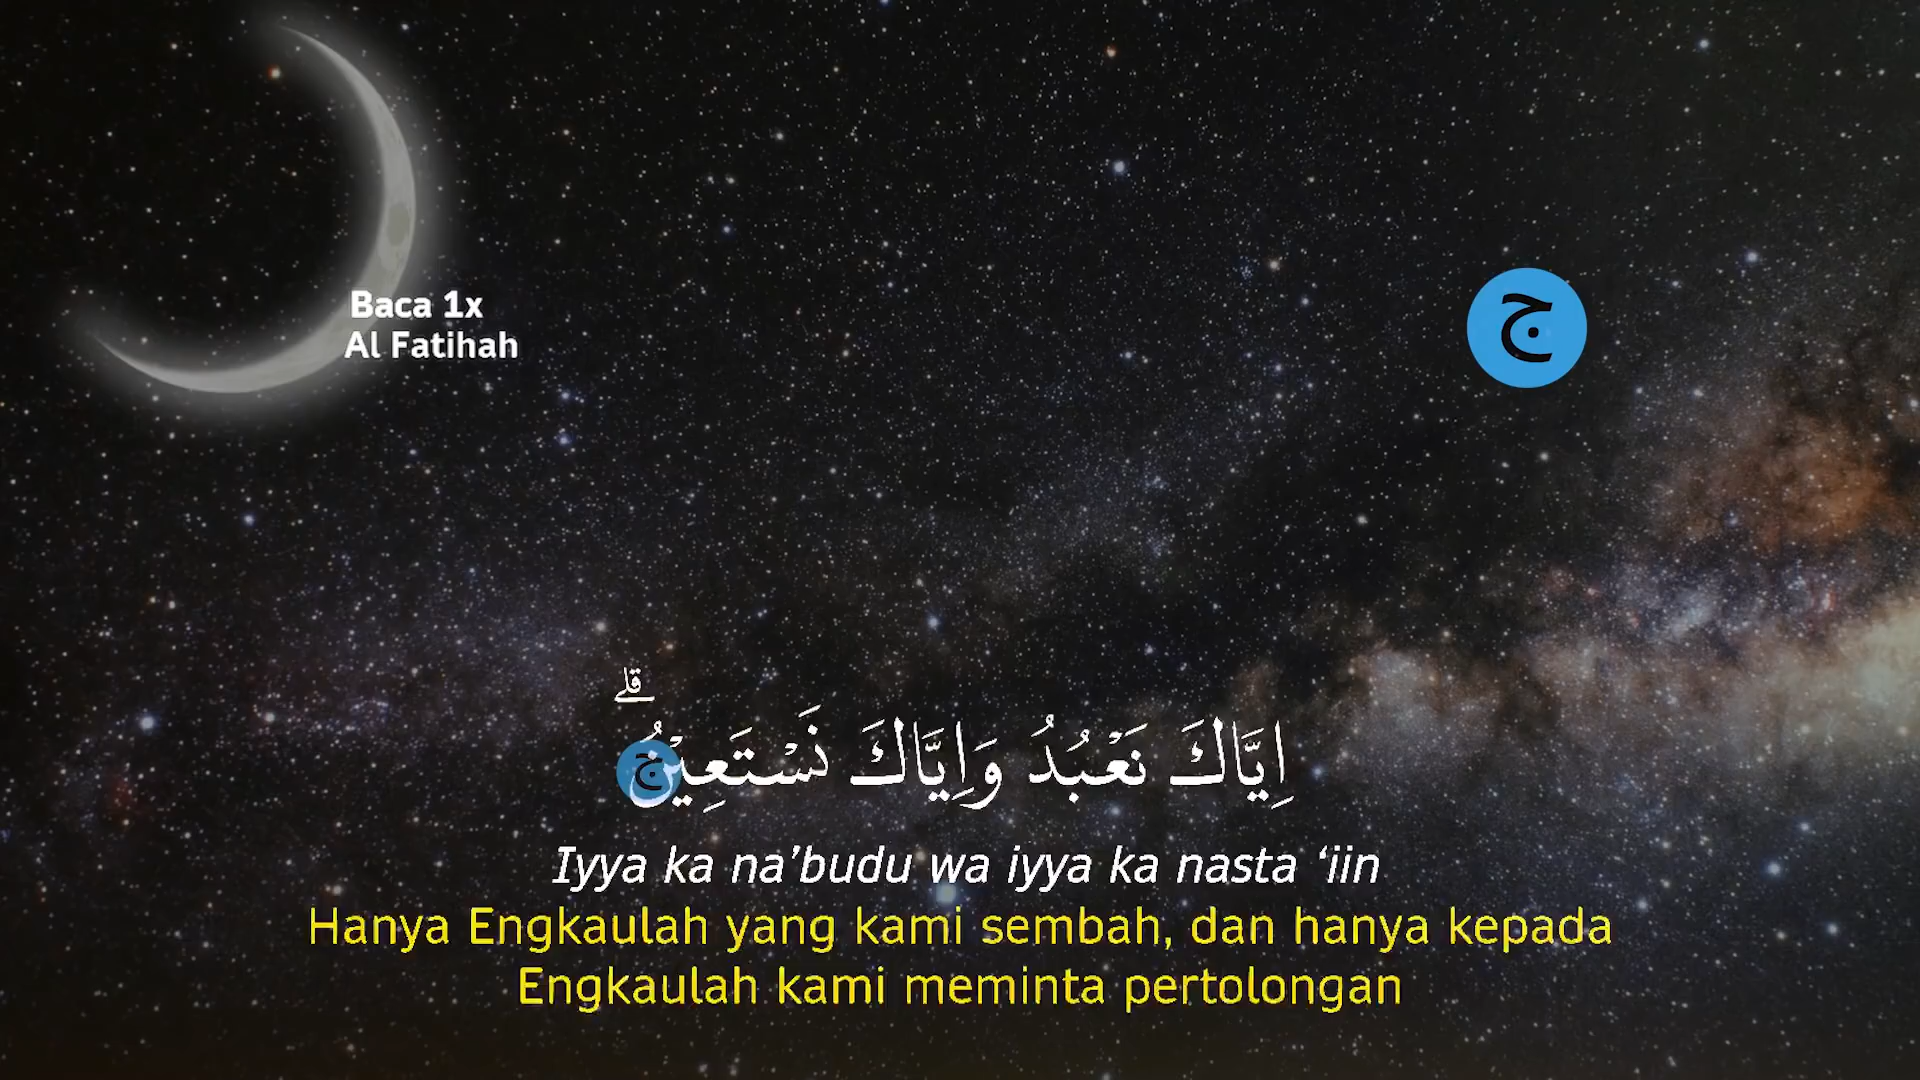 Baca 1x
Al Fatihah
ج
اِيَّاكَ نَعْبُدُ وَاِيَّاكَ نَسْتَعِيْنُۗ
ج
Iyya ka na’budu wa iyya ka nasta ‘iin
Hanya Engkaulah yang kami sembah, dan hanya kepada
Engkaulah kami meminta pertolongan